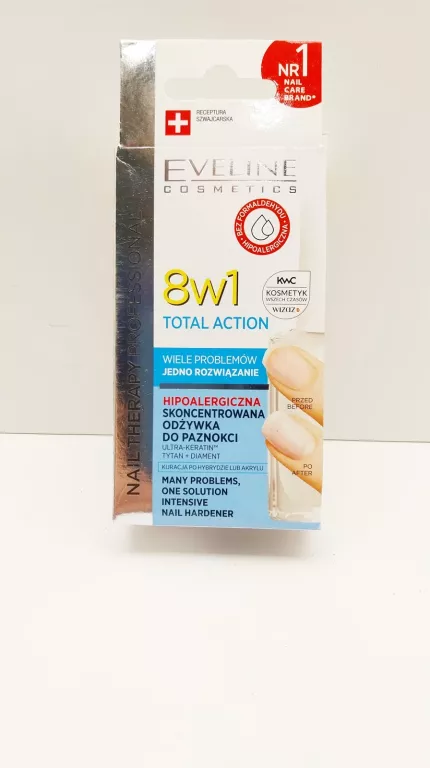 NR 1
NAIL
CARE
BRAND*
RECEPTURA
SZWAJCARSKA
EVELINE
COSMETICS
BEZ FORMALDEHYDU
• HIPOALERGICZNA •
8w1
TOTAL ACTION
KWC
KOSMETYK
WSZECH CZASÓW
WIZAZ
WIELE PROBLEMÓW
JEDNO ROZWIĄZANIE
HIPOALERGICZNA
SKONCENTROWANA
ODŻYWKA
DO PAZNOKCI
ULTRA-KERATIN™
TYTAN + DIAMENT
KURACJA PO HYBRYDZIE LUB AKRYLU
MANY PROBLEMS,
ONE SOLUTION
INTENSIVE
NAIL HARDENER
PRZED
BEFORE
PO
AFTER
NAIL THERAPY PROFESSIONAL